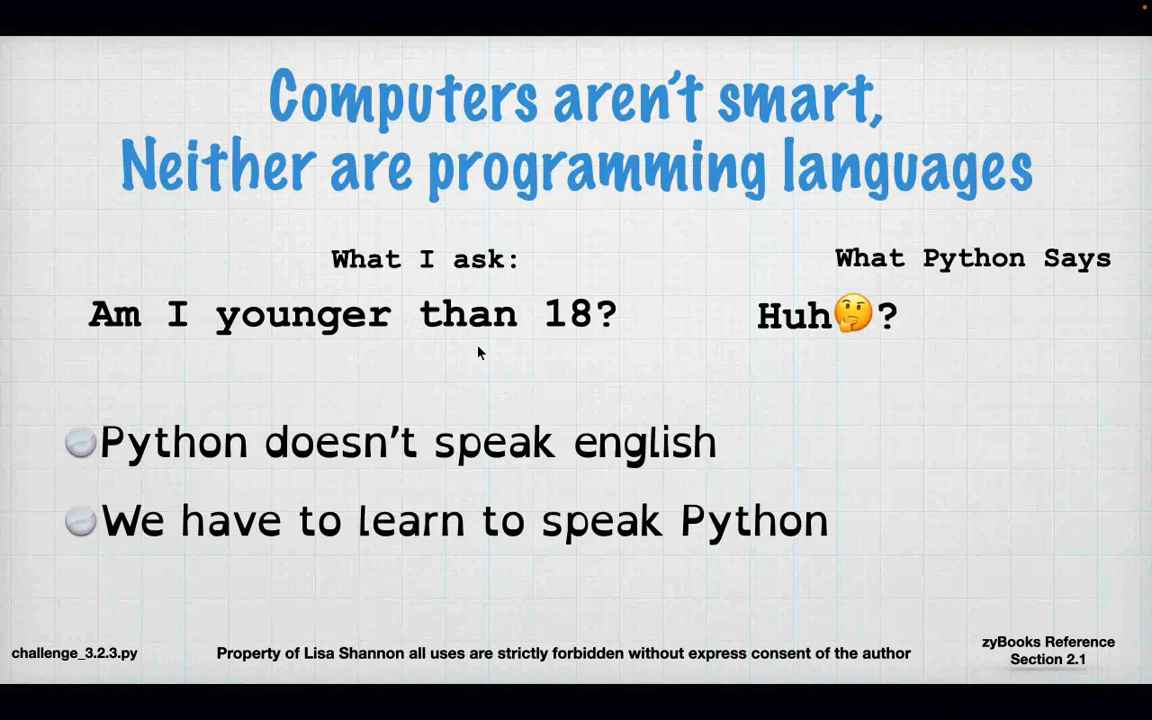 Computers aren't smart,
Neither are programming languages
What I ask:
What Python Says
Am I younger than 18?
Huh🤔?
Python doesn't speak english
We have to learn to speak Python
challenge_3.2.3.py
Property of Lisa Shannon all uses are strictly forbidden without express consent of the author
zyBooks Reference
Section 2.1